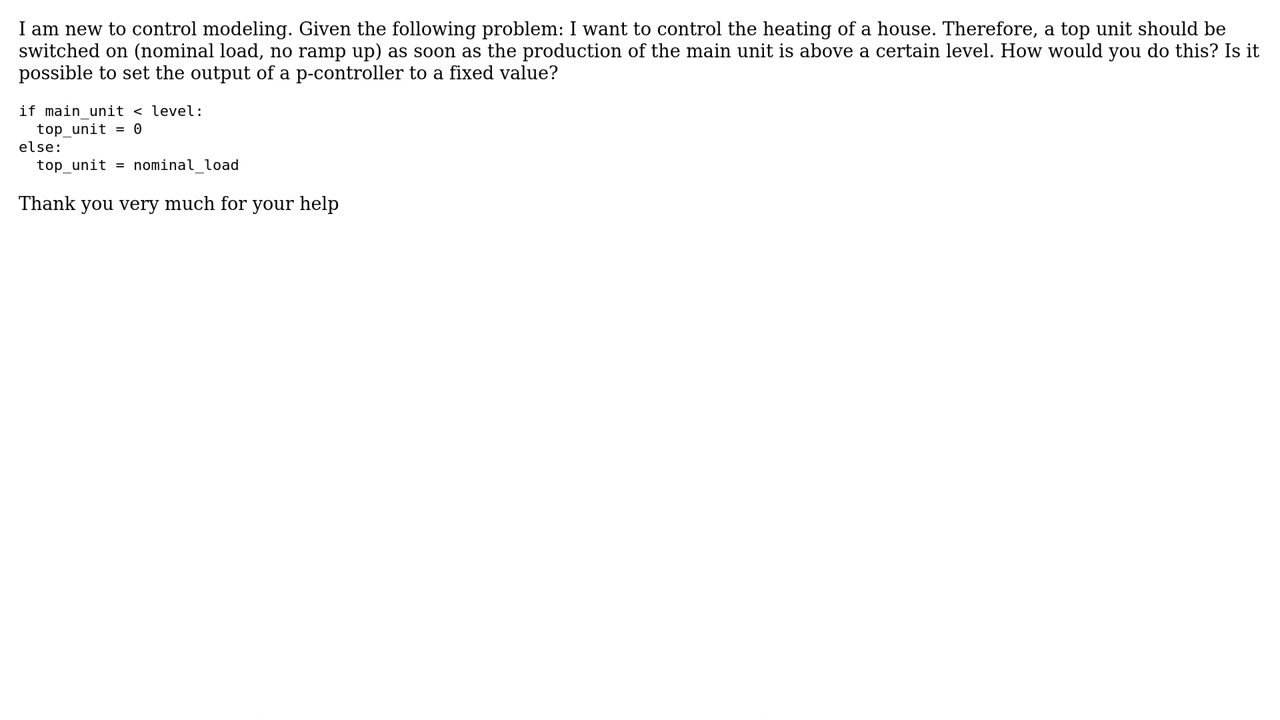 I am new to control modeling. Given the following problem: I want to control the heating of a house. Therefore, a top unit should be
switched on (nominal load, no ramp up) as soon as the production of the main unit is above a certain level. How would you do this? Is it
possible to set the output of a p-controller to a fixed value?
if main_unit < level:
  top_unit = 0
else:
  top_unit = nominal_load
Thank you very much for your help